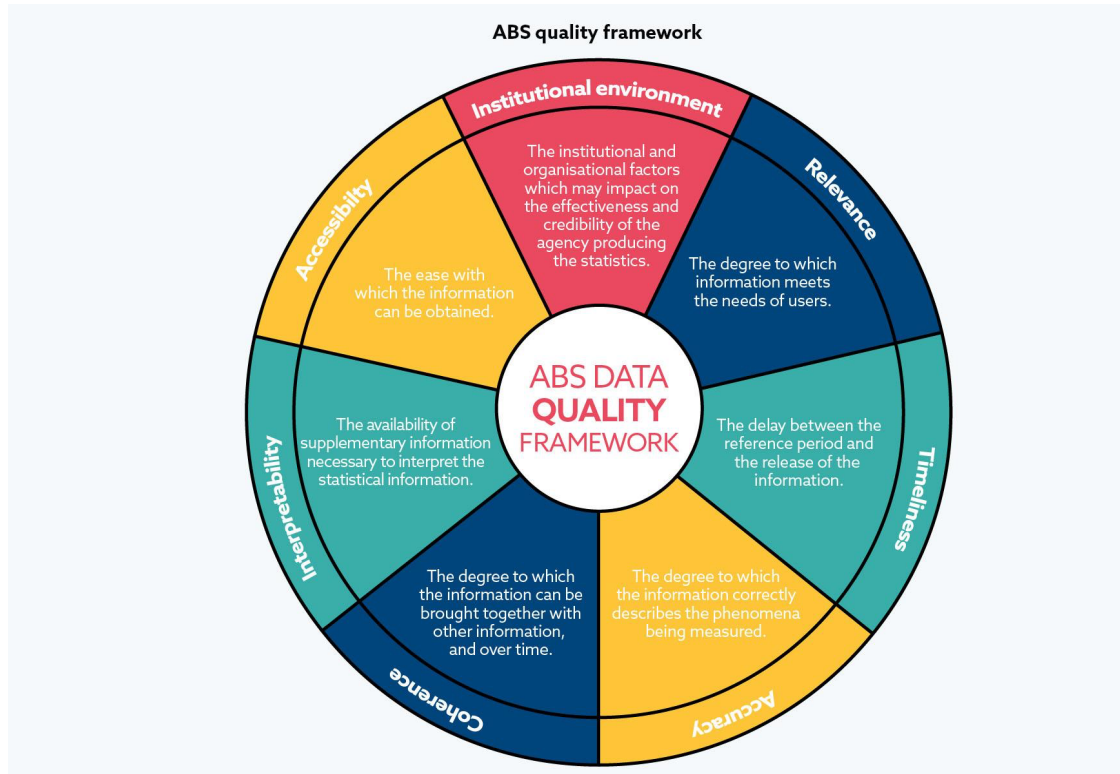 ABS quality framework
Institutional environment
The institutional and
organisational factors
which may impact on
the effectiveness and
credibility of the
agency producing
the statistics.
Relevance
The degree to which
information meets
the needs of users.
Timeliness
The delay between the
reference period and
the release of the
information.
Accuracy
The degree to which
the information correctly
describes the phenomena
being measured.
Coherence
The degree to which
the information can be
brought together with
other information,
and over time.
Interpretability
The availability of
supplementary information
necessary to interpret the
statistical information.
Accessibilty
The ease with
which the information
can be obtained.
ABS DATA
QUALITY
FRAMEWORK